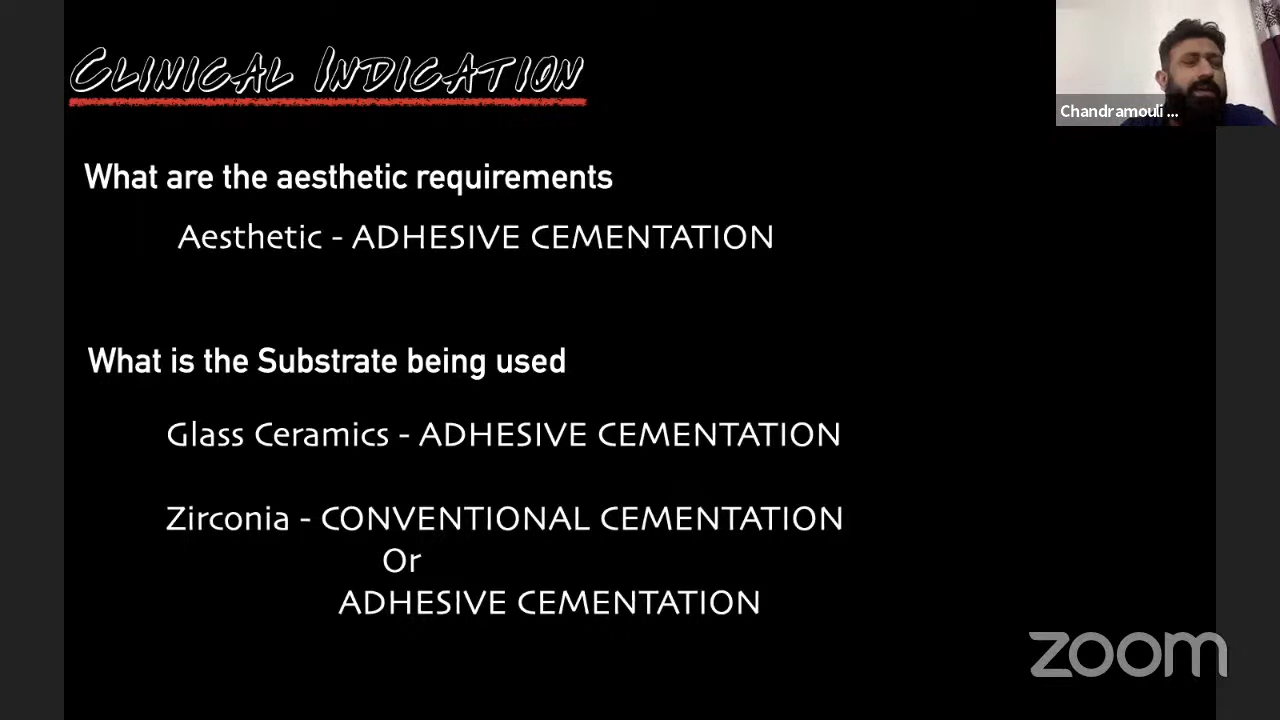 CLINICAL INDICATION
Chandramouli ...
What are the aesthetic requirements
Aesthetic - ADHESIVE CEMENTATION
What is the Substrate being used
Glass Ceramics - ADHESIVE CEMENTATION
Zirconia - CONVENTIONAL CEMENTATION
Or
ADHESIVE CEMENTATION
zoom